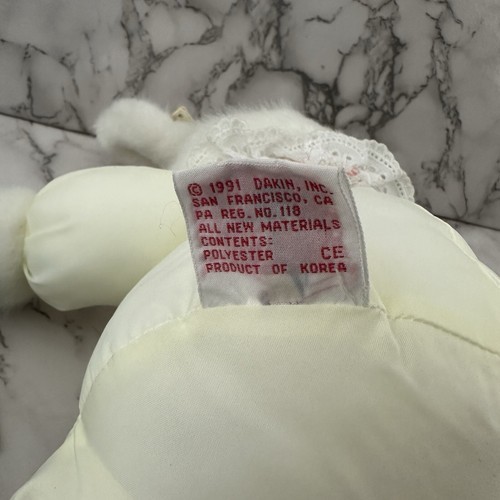 © 1991 DAKIN, INC.
SAN FRANCISCO, CA
PA REG. NO. 118
ALL NEW MATERIALS
CONTENTS:
POLYESTER CE
PRODUCT OF KOREA